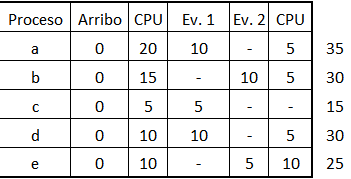 Proceso Arribo CPU Ev. 1 Ev. 2 CPU
a 0 20 10 - 5 35
b 0 15 - 10 5 30
c 0 5 5 - - 15
d 0 10 10 - 5 30
e 0 10 - 5 10 25